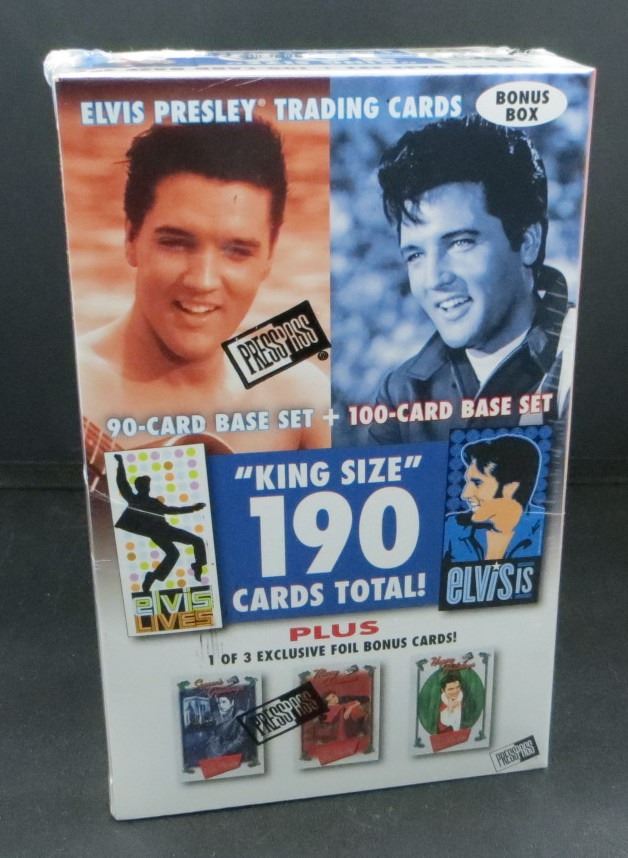 ELVIS PRESLEY® TRADING CARDS
BONUS
BOX
PRESS PASS ®
90-CARD BASE SET + 100-CARD BASE SET
"KING SIZE"
190
CARDS TOTAL!
ELVIS
LIVES
ELVIS IS
PLUS
1 OF 3 EXCLUSIVE FOIL BONUS CARDS!
PRESS PASS
PRESS PASS